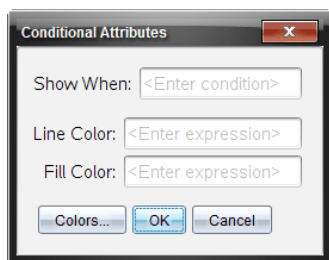 Conditional Attributes
Show When: <Enter condition>
Line Color: <Enter expression>
Fill Color: <Enter expression>
Colors... OK Cancel